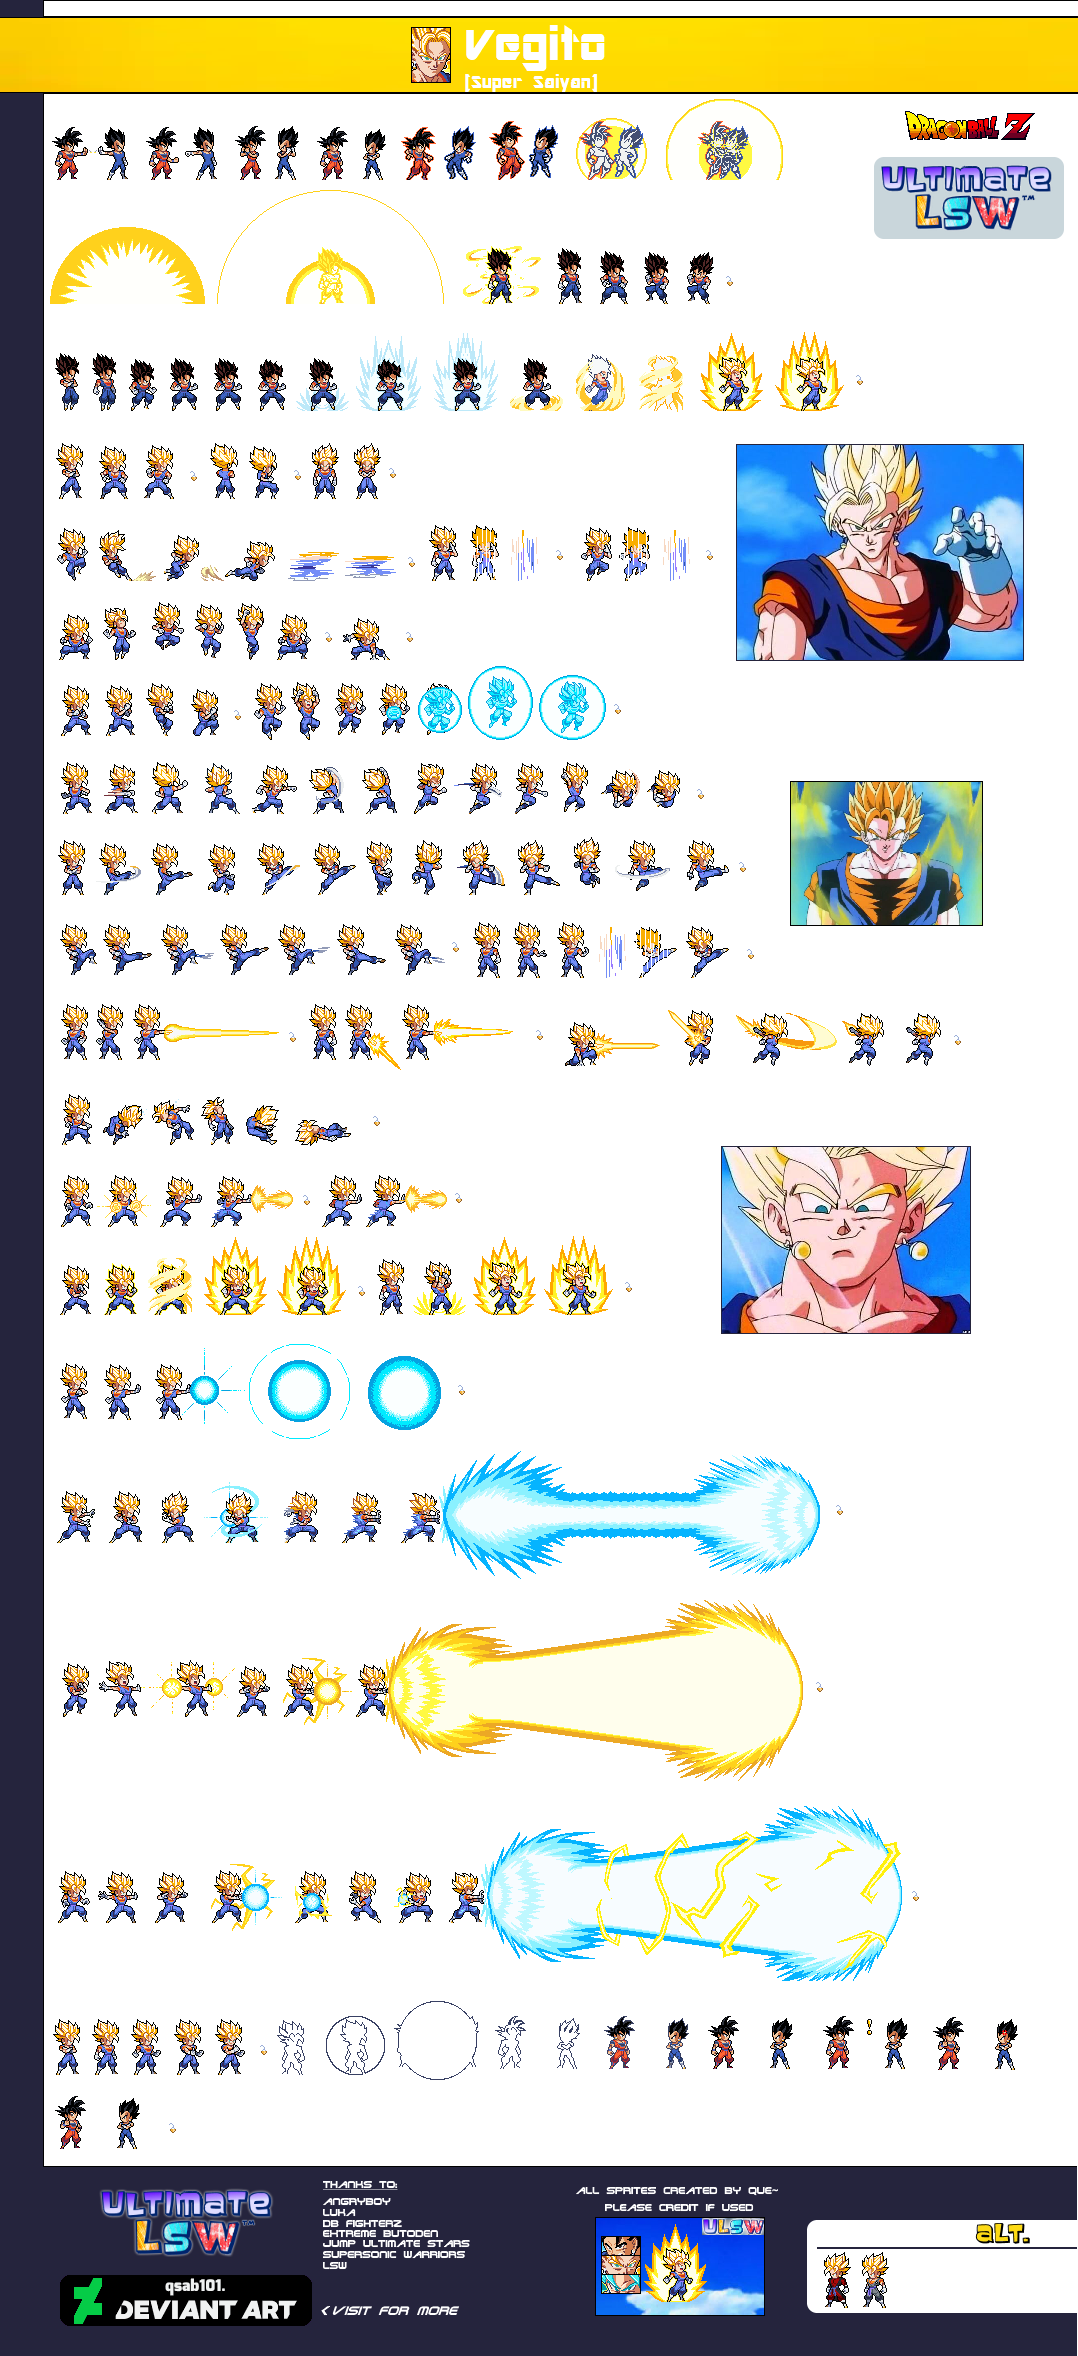 Vegito
[Super Saiyan]
DRAGON BALL Z
ULTIMATE
LSW™
!
ULTIMATE
LSW™
THANKS TO:
ANGRYBOY
LUKA
DB FIGHTERZ
EXTREME BUTODEN
JUMP ULTIMATE STARS
SUPERSONIC WARRIORS
LSW
qsab101.
DEVIANT ART
<VISIT FOR MORE
ALL SPRITES CREATED BY QUE~
PLEASE CREDIT IF USED
ULSW
ALT.